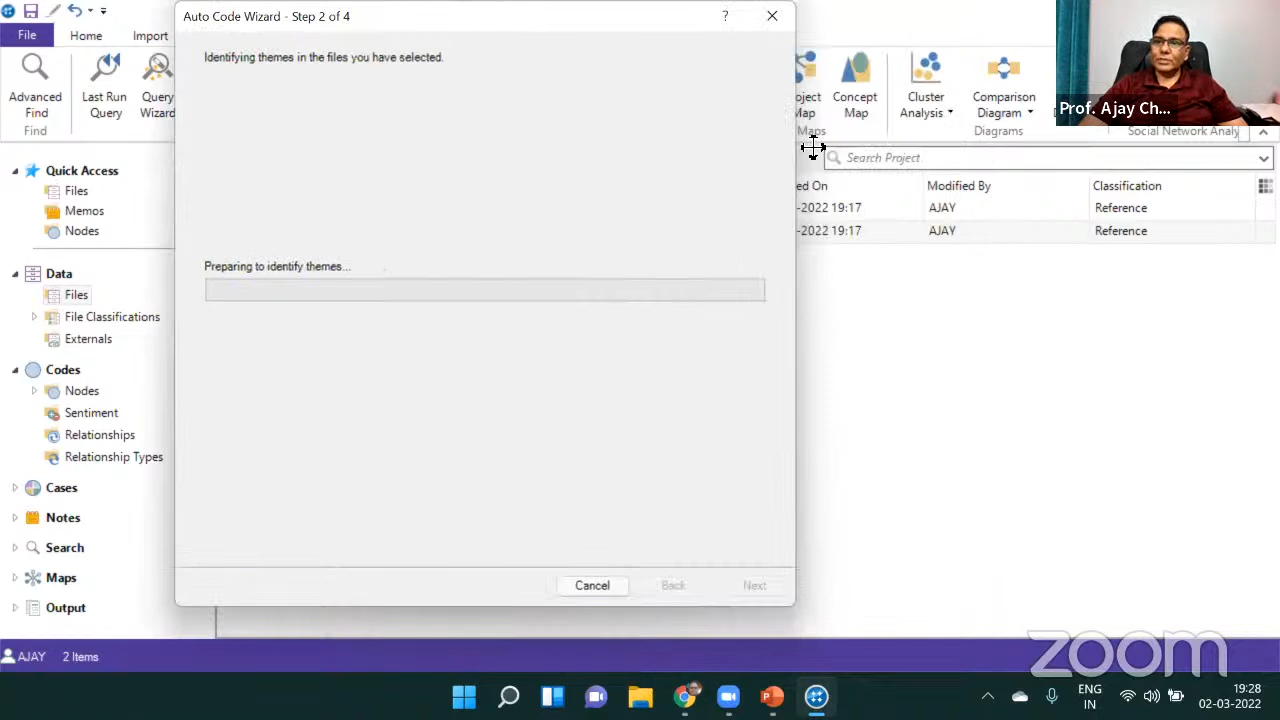 Auto Code Wizard - Step 2 of 4
?
File
Home
Import
Identifying themes in the files you have selected.
Advanced
Find
Find
Last Run
Query
Query
Wizard
Map
Maps
Concept
Map
Cluster
Analysis
Comparison
Diagram
Diagrams
Prof. Ajay Ch...
Social Network Analy
Search Project
Quick Access
Files
Memos
Nodes
ed On
Modified By
Classification
-2022 19:17
AJAY
Reference
-2022 19:17
AJAY
Reference
Preparing to identify themes...
Data
Files
File Classifications
Externals
Codes
Nodes
Sentiment
Relationships
Relationship Types
Cases
Notes
Search
Maps
Output
Cancel
Back
Next
AJAY
2 Items
zoom
ENG
IN
19:28
02-03-2022